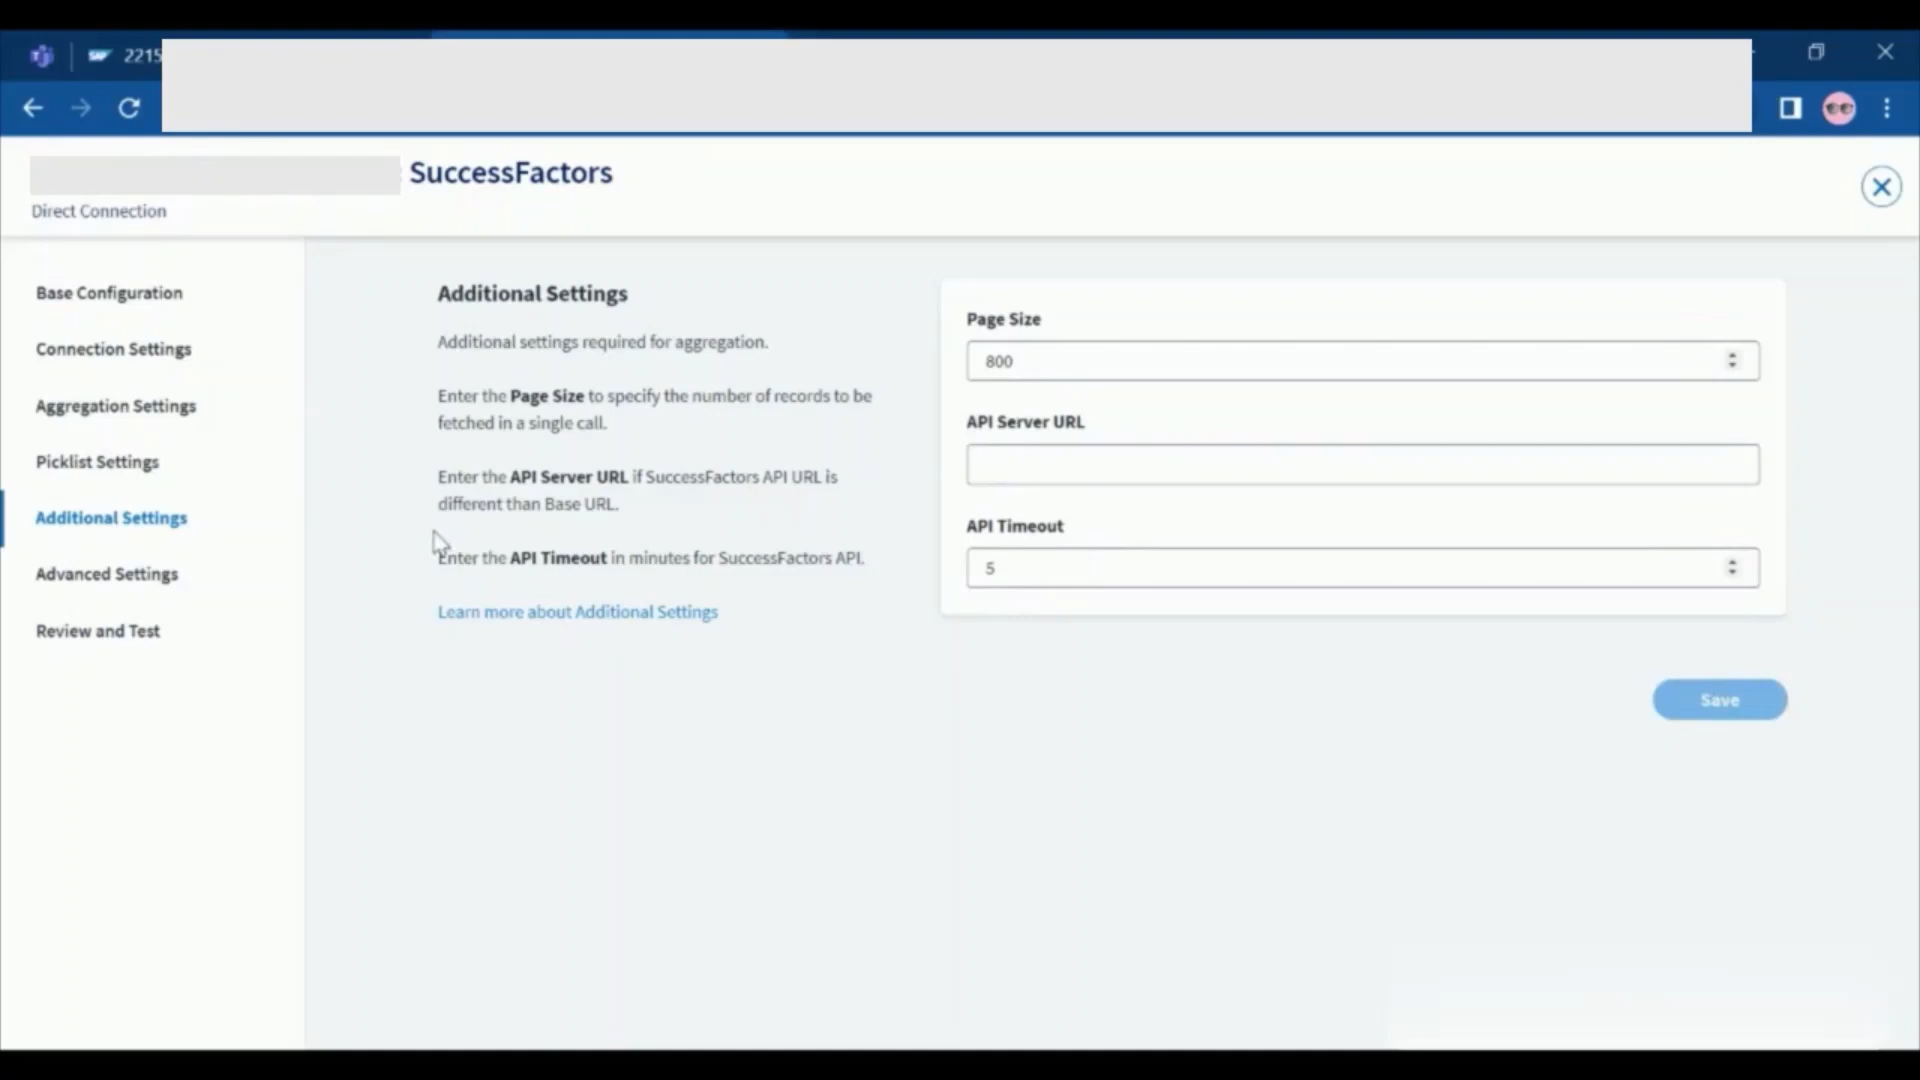 2215
SuccessFactors
Direct Connection
Base Configuration
Connection Settings
Aggregation Settings
Picklist Settings
Additional Settings
Advanced Settings
Review and Test
Additional Settings
Additional settings required for aggregation.
Enter the Page Size to specify the number of records to be
fetched in a single call.
Enter the API Server URL if SuccessFactors API URL is
different than Base URL.
Enter the API Timeout in minutes for SuccessFactors API.
Learn more about Additional Settings
Page Size
800
API Server URL
API Timeout
5
Save